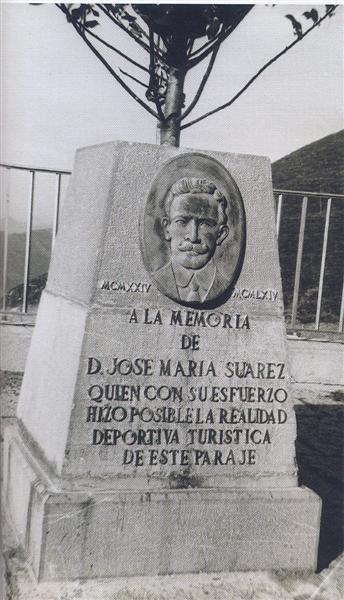 MCMXXIV
MCMLXIV
A LA MEMORIA
DE
D. JOSE MARIA SUAREZ
QUIEN CON SU ESFUERZO
HIZO POSIBLE LA REALIDAD
DEPORTIVA TURISTICA
DE ESTE PARAJE